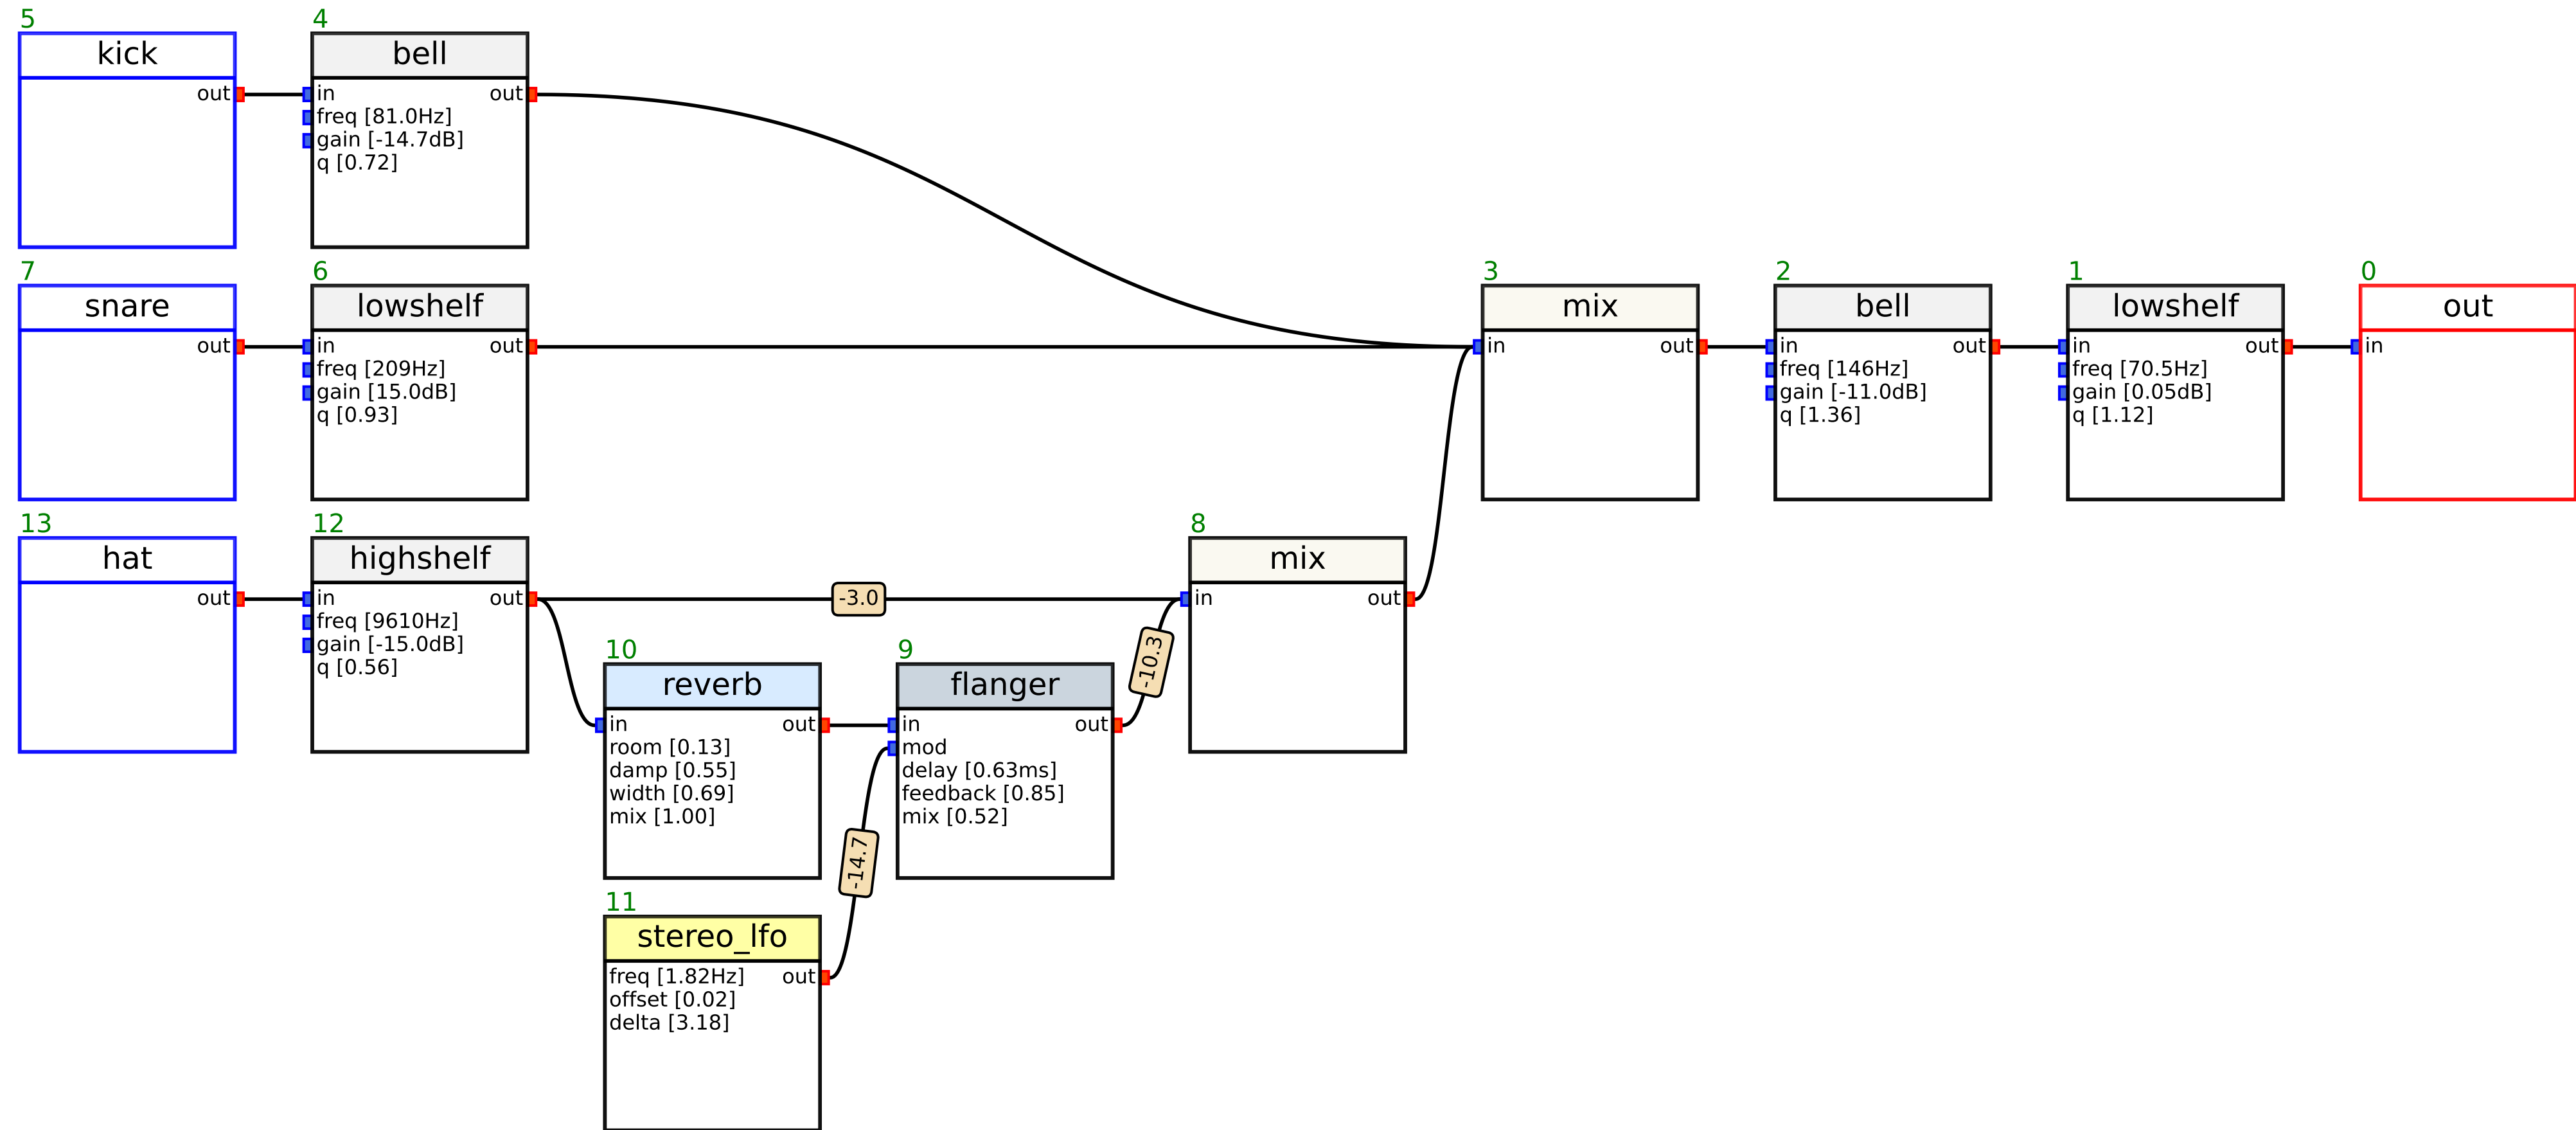 5
kick
out
4
bell
in out
freq [81.0Hz]
gain [-14.7dB]
q [0.72]
7
snare
out
6
lowshelf
in out
freq [209Hz]
gain [15.0dB]
q [0.93]
3
mix
in out
2
bell
in out
freq [146Hz]
gain [-11.0dB]
q [1.36]
1
lowshelf
in out
freq [70.5Hz]
gain [0.05dB]
q [1.12]
0
out
in
13
hat
out
12
highshelf
in out
freq [9610Hz]
gain [-15.0dB]
q [0.56]
-3.0
8
mix
in out
10
reverb
in out
room [0.13]
damp [0.55]
width [0.69]
mix [1.00]
9
flanger
in out
mod
delay [0.63ms]
feedback [0.85]
mix [0.52]
-10.3
-14.7
11
stereo_lfo
freq [1.82Hz] out
offset [0.02]
delta [3.18]